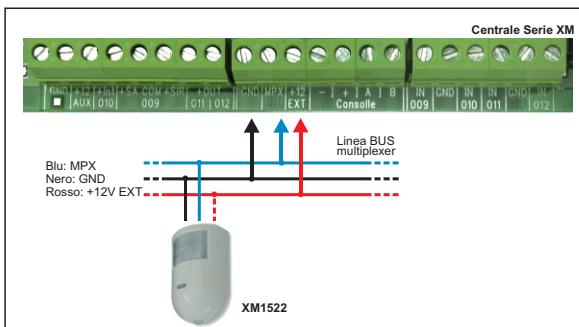 Centrale Serie XM
GND +12 +Int +SA COM +SIR +OUT GND MPX +12 - + A B IN GND IN IN GND IN
AUX 010 009 011 012 EXT Consolle 009 010 011 012
Linea BUS
multiplexer
Blu: MPX
Nero: GND
Rosso: +12V EXT
XM1522